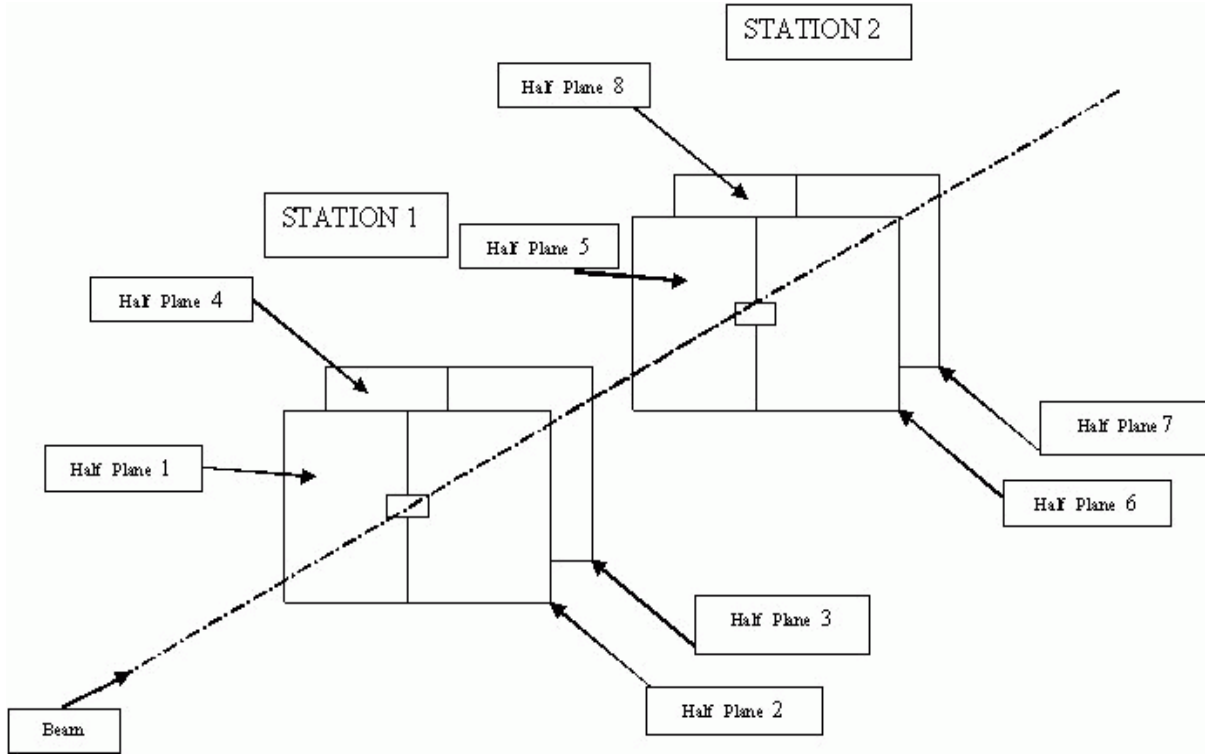 STATION 2
Half Plane 8
STATION 1
Half Plane 5
Half Plane 4
Half Plane 7
Half Plane 1
Half Plane 6
Half Plane 3
Half Plane 2
Beam